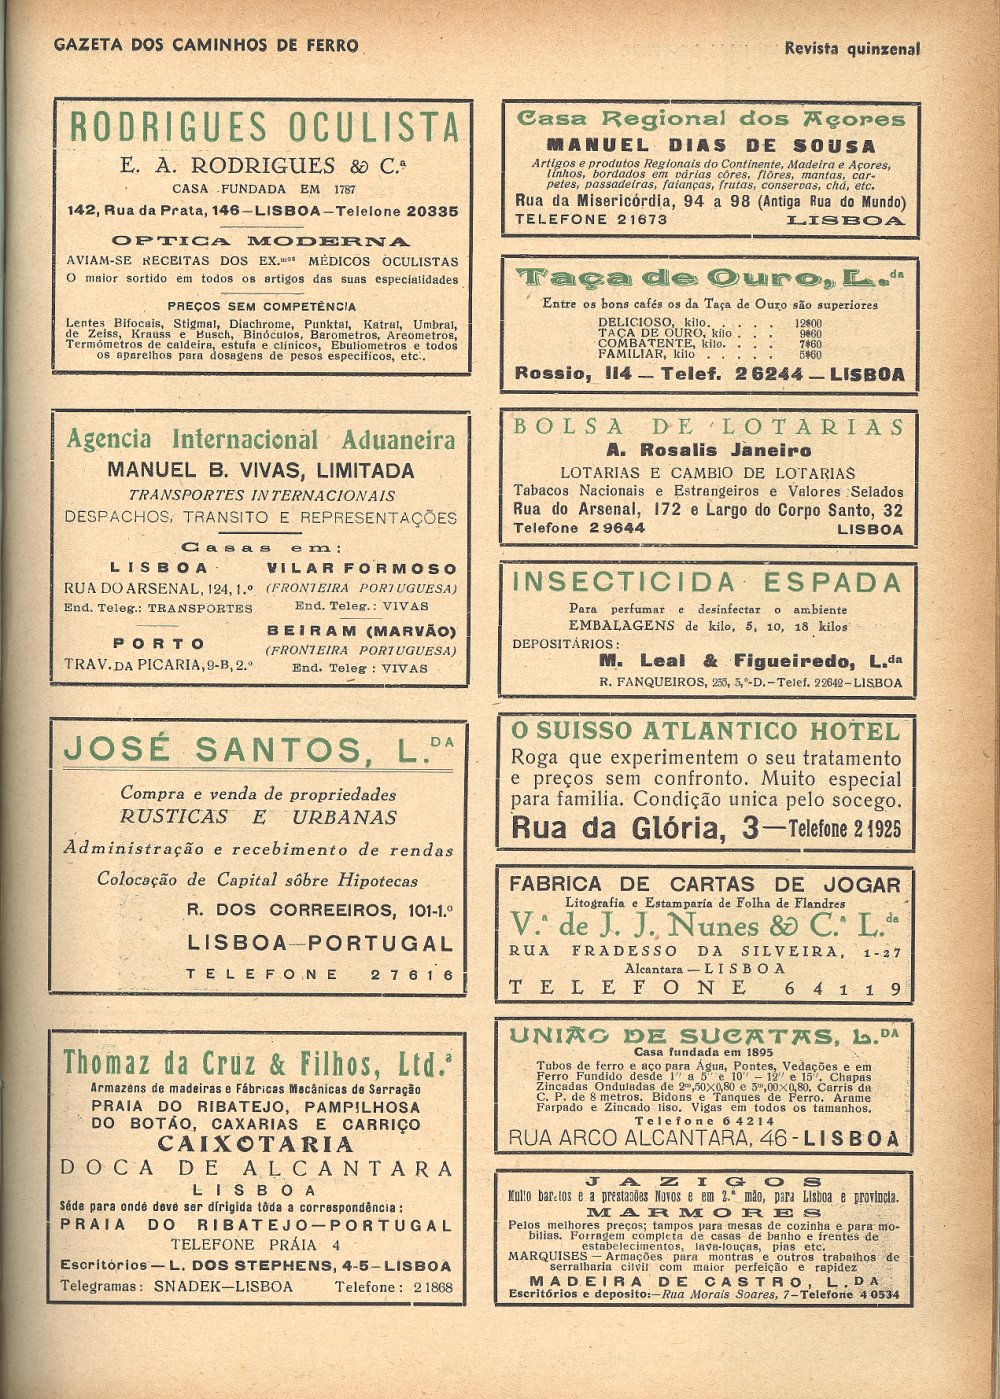 GAZETA DOS CAMINHOS DE FERRO
Revista quinzenal
RODRIGUES OCULISTA
E. A. RODRIGUES & C.ª
CASA FUNDADA EM 1787
142, Rua da Prata, 146—LISBOA—Telelone 20335
OPTICA MODERNA
AVIAM-SE RECEITAS DOS EX.mos MÉDICOS OCULISTAS
O maior sortido em todos os artigos das suas especialidades
PREÇOS SEM COMPETÊNCIA
Lentes Bifocais, Stigmal, Diachrome, Punktal, Katral, Umbral,
de Zeiss, Krauss e Busch, Binóculos, Barometros, Areometros,
Termómetros de caldeira, estufa e clínicos, Ebuliometros e todos
os aparelhos para dosagens de pesos especificos, etc..
Agencia Internacional Aduaneira
MANUEL B. VIVAS, LIMITADA
TRANSPORTES INTERNACIONAIS
DESPACHOS, TRANSITO E REPRESENTAÇÕES
Casas em:
LISBOA
RUA DO ARSENAL, 124, 1.º
End. Teleg.: TRANSPORTES
PORTO
TRAV. DA PICARIA, 9-B, 2.º
VILAR FORMOSO
(FRONTEIRA PORTUGUESA)
End. Teleg.: VIVAS
BEIRAM (MARVÃO)
(FRONTEIRA PORTUGUESA)
End. Teleg : VIVAS
JOSÉ SANTOS, L.DA
Compra e venda de propriedades
RUSTICAS E URBANAS
Administração e recebimento de rendas
Colocação de Capital sôbre Hipotecas
R. DOS CORREEIROS, 101-1.º
LISBOA—PORTUGAL
TELEFONE 27616
Thomaz da Cruz & Filhos, Ltd.ª
Armazens de madeiras e Fábricas Mecânicas de Serração
PRAIA DO RIBATEJO, PAMPILHOSA
DO BOTÃO, CAXARIAS E CARRIÇO
CAIXOTARIA
DOCA DE ALCANTARA
LISBOA
Séde para ondé deve ser dirigida tôda a correspondência :
PRAIA DO RIBATEJO—PORTUGAL
TELEFONE PRÁIA 4
Escritórios — L. DOS STEPHENS, 4-5 — LISBOA
Telegramas: SNADEK—LISBOA Telefone: 21868
Casa Regional dos Açores
MANUEL DIAS DE SOUSA
Artigos e produtos Regionais do Continente, Madeira e Açores,
linhos, bordados em várias côres, flôres, mantas, car-
petes, passadeiras, faianças, frutas, conservas, chá, etc.
Rua da Misericórdia, 94 a 98 (Antiga Rua do Mundo)
TELEFONE 21673 LISBOA
Taça de Ouro, L.da
Entre os bons cafés os da Taça de Ouro são superiores
DELICIOSO, kilo. . . . . . 12$00
TAÇA DE OURO, kilo . . . 9$60
COMBATENTE, kilo. . . . 7$60
FAMILIAR, kilo . . . . . 5$60
Rossio, 114 — Telef. 26244 — LISBOA
BOLSA DE LOTARIAS
A. Rosalis Janeiro
LOTARIAS E CAMBIO DE LOTARIAS
Tabacos Nacionais e Estrangeiros e Valores Selados
Rua do Arsenal, 172 e Largo do Corpo Santo, 32
Telefone 29644 LISBOA
INSECTICIDA ESPADA
Para perfumar e desinfectar o ambiente
EMBALAGENS de kilo, 5, 10, 18 kilos
DEPOSITÁRIOS:
M. Leal & Figueiredo, L.da
R. FANQUEIROS, 235, 3.º-D.—Telef. 22642—LISBOA
O SUISSO ATLANTICO HOTEL
Roga que experimentem o seu tratamento
e preços sem confronto. Muito especial
para familia. Condição unica pelo socego.
Rua da Glória, 3—Telefone 21925
FABRICA DE CARTAS DE JOGAR
Litografia e Estamparia de Folha de Flandres
V.ª de J. J. Nunes & C.ª L.da
RUA FRADESSO DA SILVEIRA, 1-27
Alcantara — LISBOA
TELEFONE 64119
UNIÃO DE SUCATAS, L.DA
Casa fundada em 1895
Tubos de ferro e aço para Água, Pontes, Vedações e em
Ferro Fundido desde 1'' a 5'' e 10'' — 12'' e 15''. Chapas
Zincadas Onduladas de 2m,50×0,80 e 3m,00×0,80. Carris da
C. P. de 8 metros. Bidons e Tanques de Ferro. Arame
Farpado e Zincado liso. Vigas em todos os tamanhos.
Telefone 64214
RUA ARCO ALCANTARA, 46 - LISBOA
JAZIGOS
Muito baratos e a prestações Novos e em 2.ª mão, para Lisboa e província.
MARMORES
Pelos melhores preços; tampos para mesas de cozinha e para mo-
bilias. Forragem completa de casas de banho e frentes de
estabelecimentos, lava-louças, pias etc.
MARQUISES — Armações para montras e outros trabalhos de
serralharia cilvil com maior perfeição e rapidez
MADEIRA DE CASTRO, L.DA
Escritórios e deposito:—Rua Morais Soares, 7—Telefone 40534